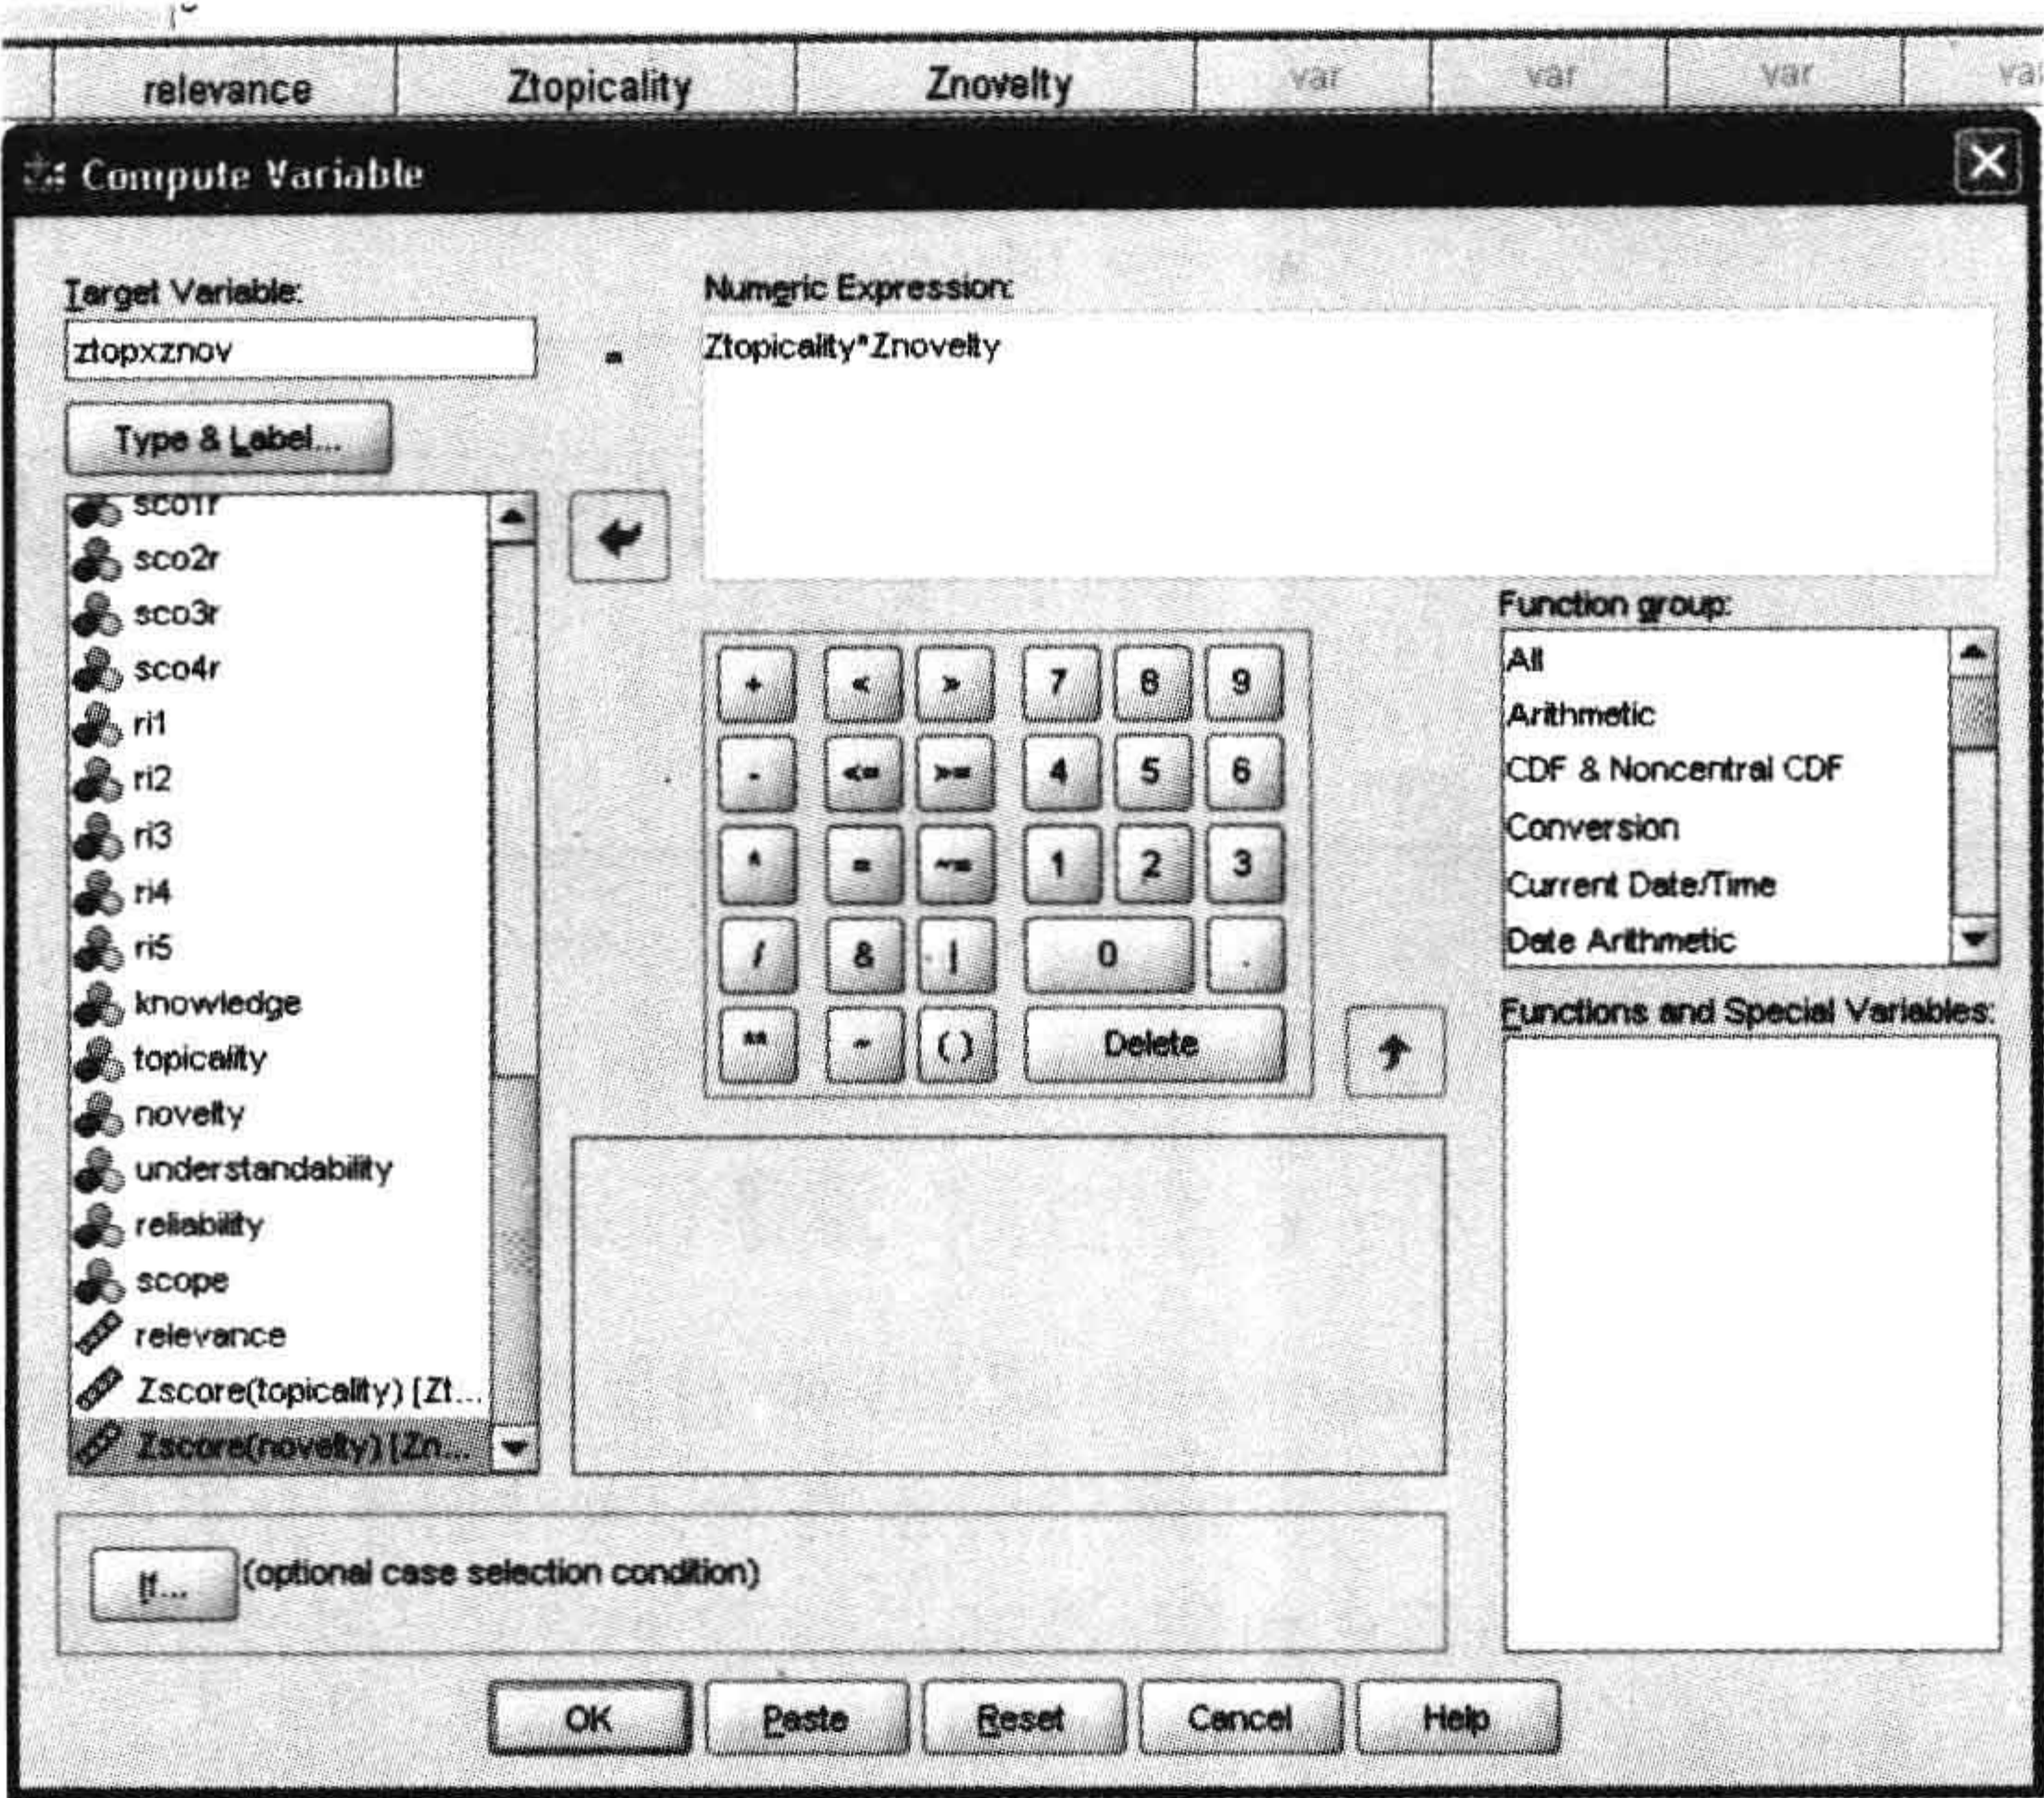 relevance Ztopicality Znovelty var var var va
Compute Variable
Target Variable:
ztopxznov
=
Numeric Expression:
Ztopicality*Znovelty
Type & Label...
sco1r
sco2r
sco3r
sco4r
ri1
ri2
ri3
ri4
ri5
knowledge
topicality
novelty
understandability
reliability
scope
relevance
Zscore(topicality) [Zt...
Zscore(novelty) [Zn...
+ < > 7 8 9
- <= >= 4 5 6
* = ~= 1 2 3
/ & | 0 .
** ~ ( ) Delete
Function group:
All
Arithmetic
CDF & Noncentral CDF
Conversion
Current Date/Time
Date Arithmetic
Functions and Special Variables:
If... (optional case selection condition)
OK Paste Reset Cancel Help